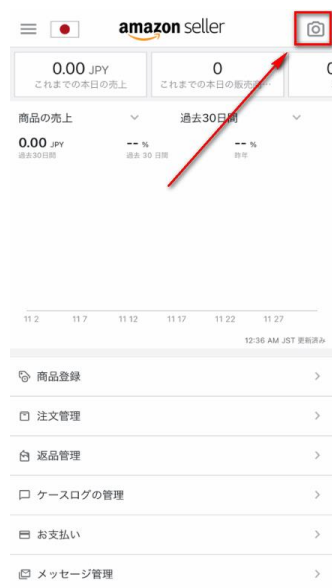 amazon seller
0.00 JPY
これまでの本日の売上
0
これまでの本日の販売
商品の売上
過去30日間
0.00 JPY
過去30日間
-- %
過去 30 日間
-- %
昨年
11 2 11 7 11 12 11 17 11 22 11 27
12:36 AM JST 更新済み
商品登録
注文管理
返品管理
ケースログの管理
お支払い
メッセージ管理